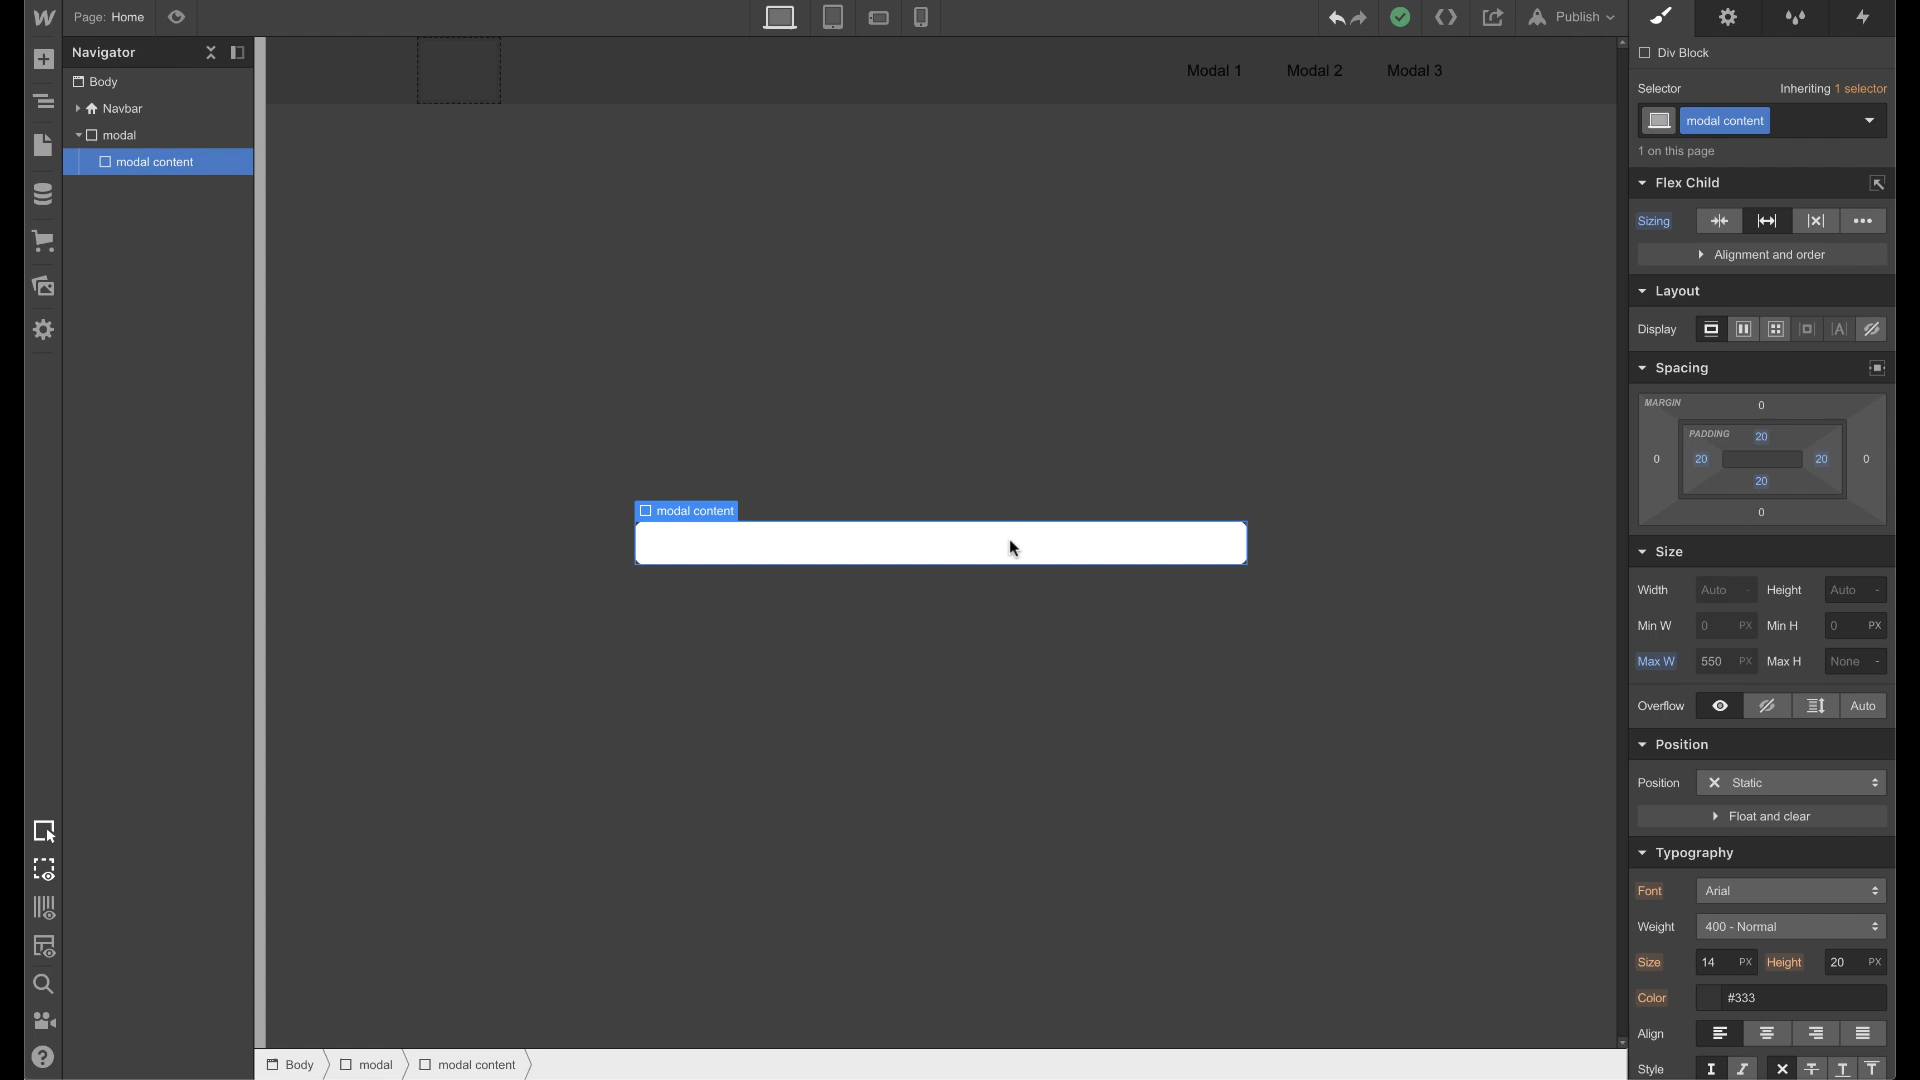 Page: Home
Publish
Navigator
Body
Navbar
modal
modal content
Modal 1
Modal 2
Modal 3
modal content
Body
modal
modal content
Div Block
Selector
Inheriting 1 selector
modal content
1 on this page
Flex Child
Sizing
Alignment and order
Layout
Display
Spacing
MARGIN
0
PADDING
20
0
20
20
0
20
0
Size
Width Auto - Height Auto -
Min W 0 PX Min H 0 PX
Max W 550 PX Max H None -
Overflow Auto
Position
Position Static
Float and clear
Typography
Font Arial
Weight 400 - Normal
Size 14 PX Height 20 PX
Color #333
Align
Style